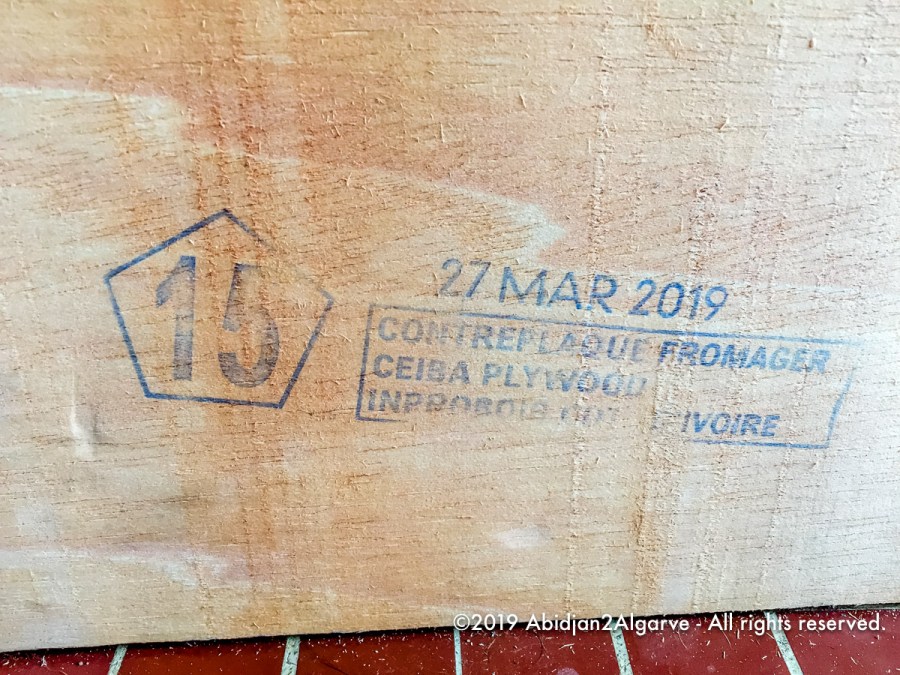 15
27 MAR 2019
CONTREPLAQUE FROMAGER
CEIBA PLYWOOD
INPROBOIS IVOIRE
©2019 Abidjan2Algarve - All rights reserved.